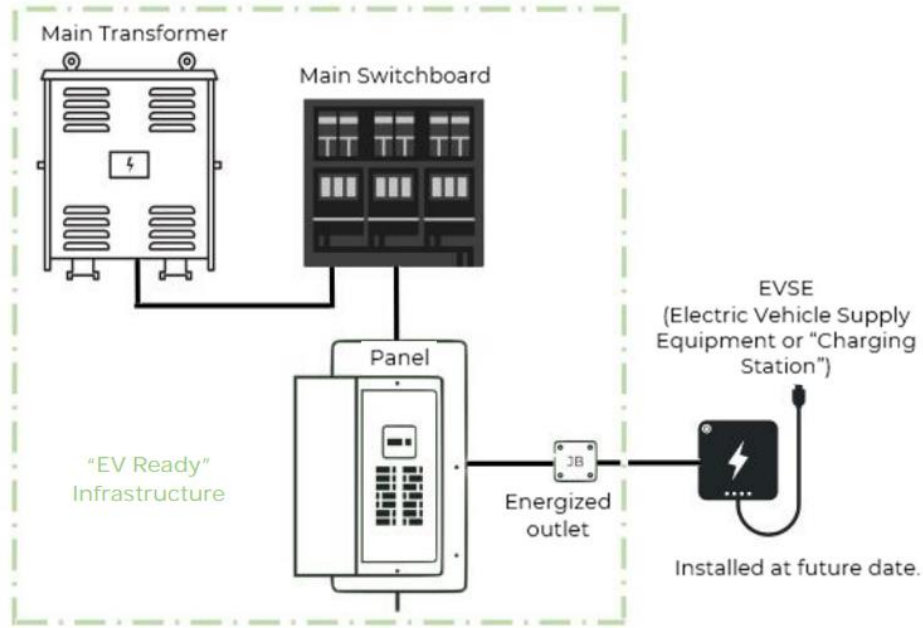 Main Transformer
Main Switchboard
EVSE
(Electric Vehicle Supply
Equipment or “Charging
Station”)
Panel
“EV Ready”
Infrastructure
JB
Energized
outlet
Installed at future date.